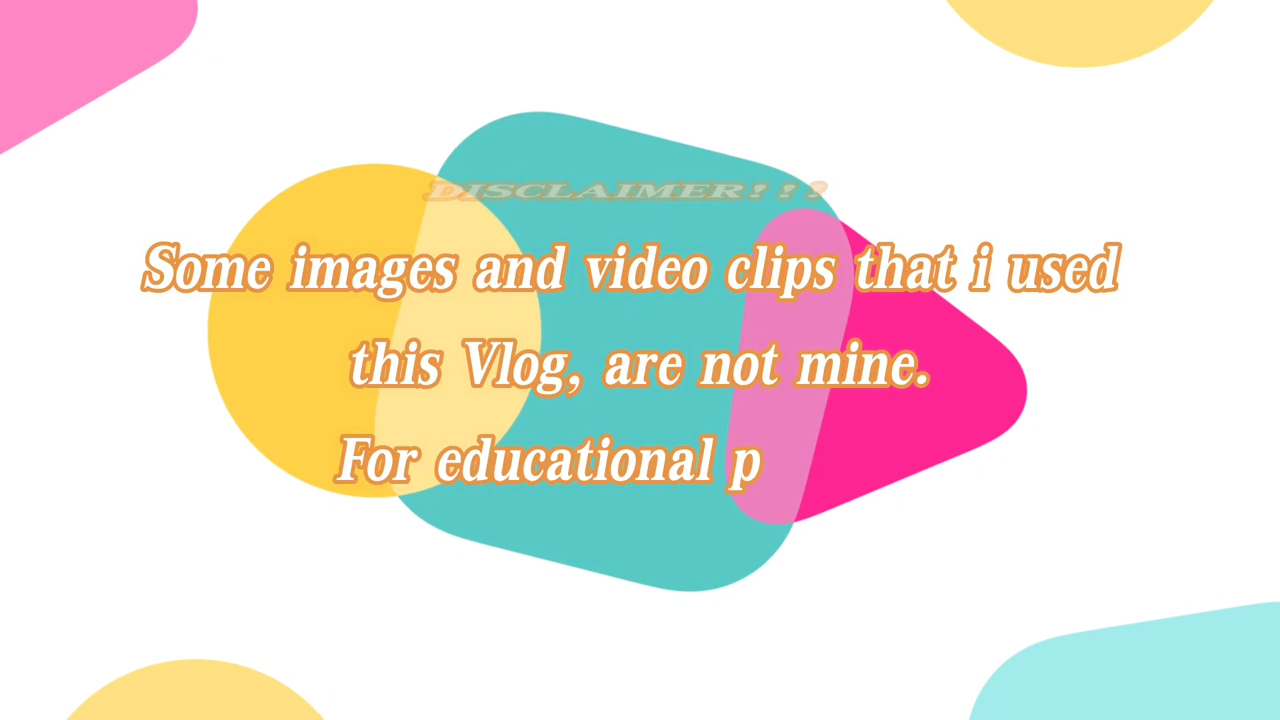 DISCLAIMER!!!
Some images and video clips that i used
this Vlog, are not mine.
For educational p